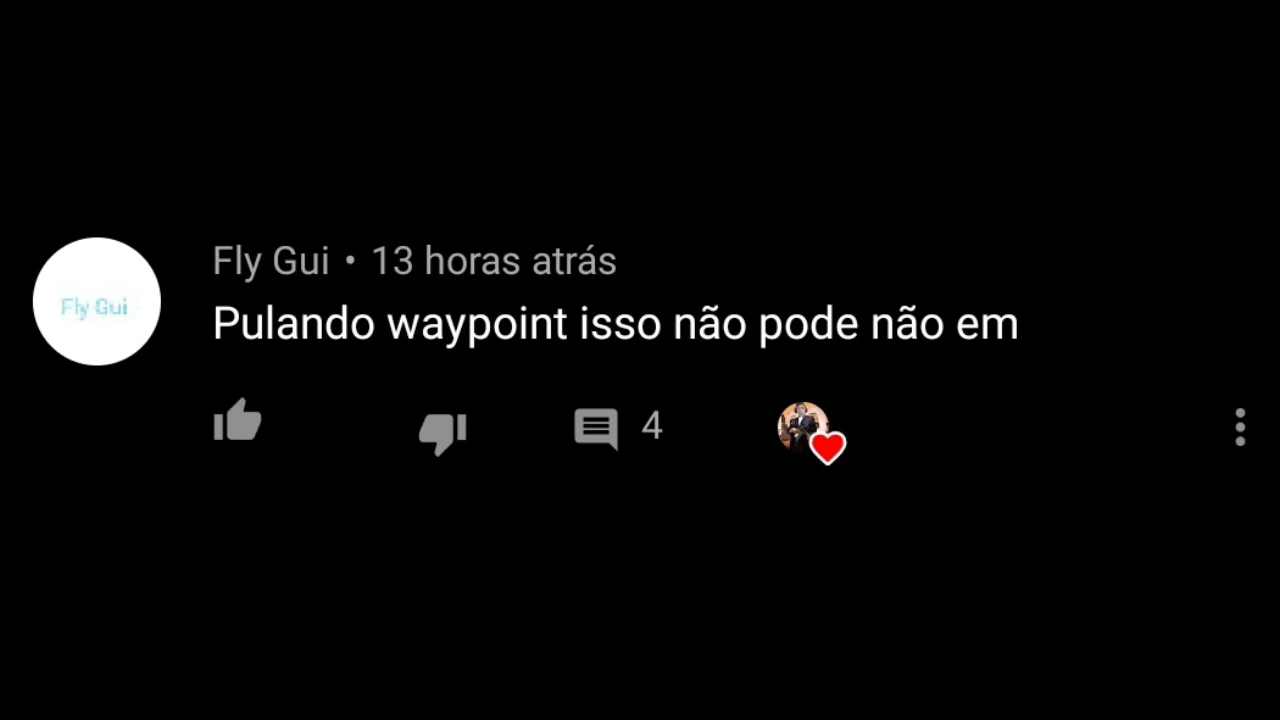 Fly Gui • 13 horas atrás
Fly Gui
Pulando waypoint isso não pode não em
4